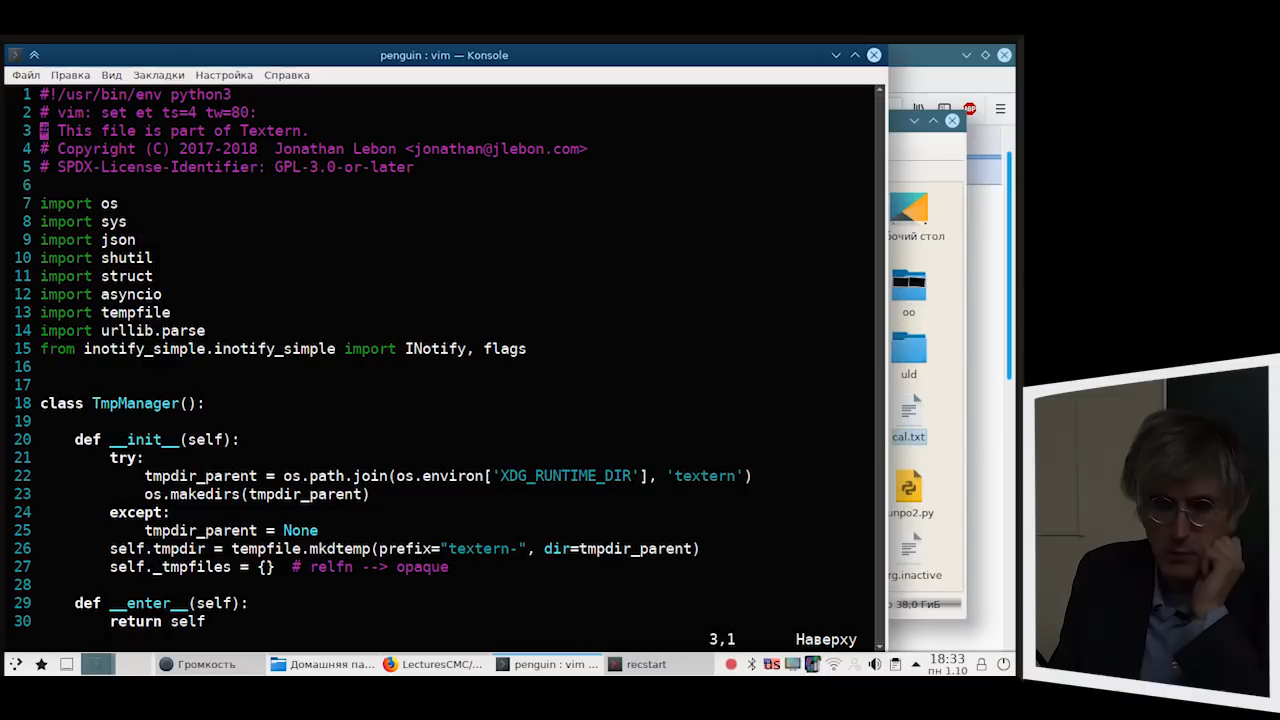 penguin : vim — Konsole
Файл Правка Вид Закладки Настройка Справка
1 #!/usr/bin/env python3
2 # vim: set et ts=4 tw=80:
3 # This file is part of Textern.
4 # Copyright (C) 2017-2018  Jonathan Lebon <jonathan@jlebon.com>
5 # SPDX-License-Identifier: GPL-3.0-or-later
6
7 import os
8 import sys
9 import json
10 import shutil
11 import struct
12 import asyncio
13 import tempfile
14 import urllib.parse
15 from inotify_simple.inotify_simple import INotify, flags
16
17
18 class TmpManager():
19
20     def __init__(self):
21         try:
22             tmpdir_parent = os.path.join(os.environ['XDG_RUNTIME_DIR'], 'textern')
23             os.makedirs(tmpdir_parent)
24         except:
25             tmpdir_parent = None
26         self.tmpdir = tempfile.mkdtemp(prefix="textern-", dir=tmpdir_parent)
27         self._tmpfiles = {}  # relfn --> opaque
28
29     def __enter__(self):
30         return self
3,1 Наверху
ABP
бочий стол
oo
uld
cal.txt
unpo2.py
rg.inactive
38,0 ГиБ
Громкость
Домашняя па...
LecturesCMC/...
penguin : vim ...
recstart
US
18:33
пн 1.10